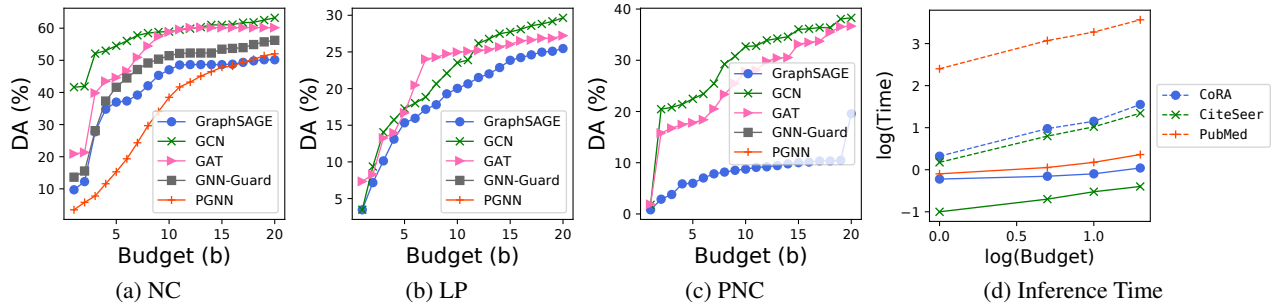 DA (%)
60
50
40
30
20
10
5
10
15
20
Budget (b)
GraphSAGE
GCN
GAT
GNN-Guard
PGNN
(a) NC
DA (%)
30
25
20
15
10
5
5
10
15
20
Budget (b)
GraphSAGE
GCN
GAT
GNN-Guard
PGNN
(b) LP
DA (%)
40
30
20
10
0
5
10
15
20
Budget (b)
GraphSAGE
GCN
GAT
GNN-Guard
PGNN
(c) PNC
log(Time)
3
2
1
0
−1
0.0
0.5
1.0
log(Budget)
CoRA
CiteSeer
PubMed
(d) Inference Time